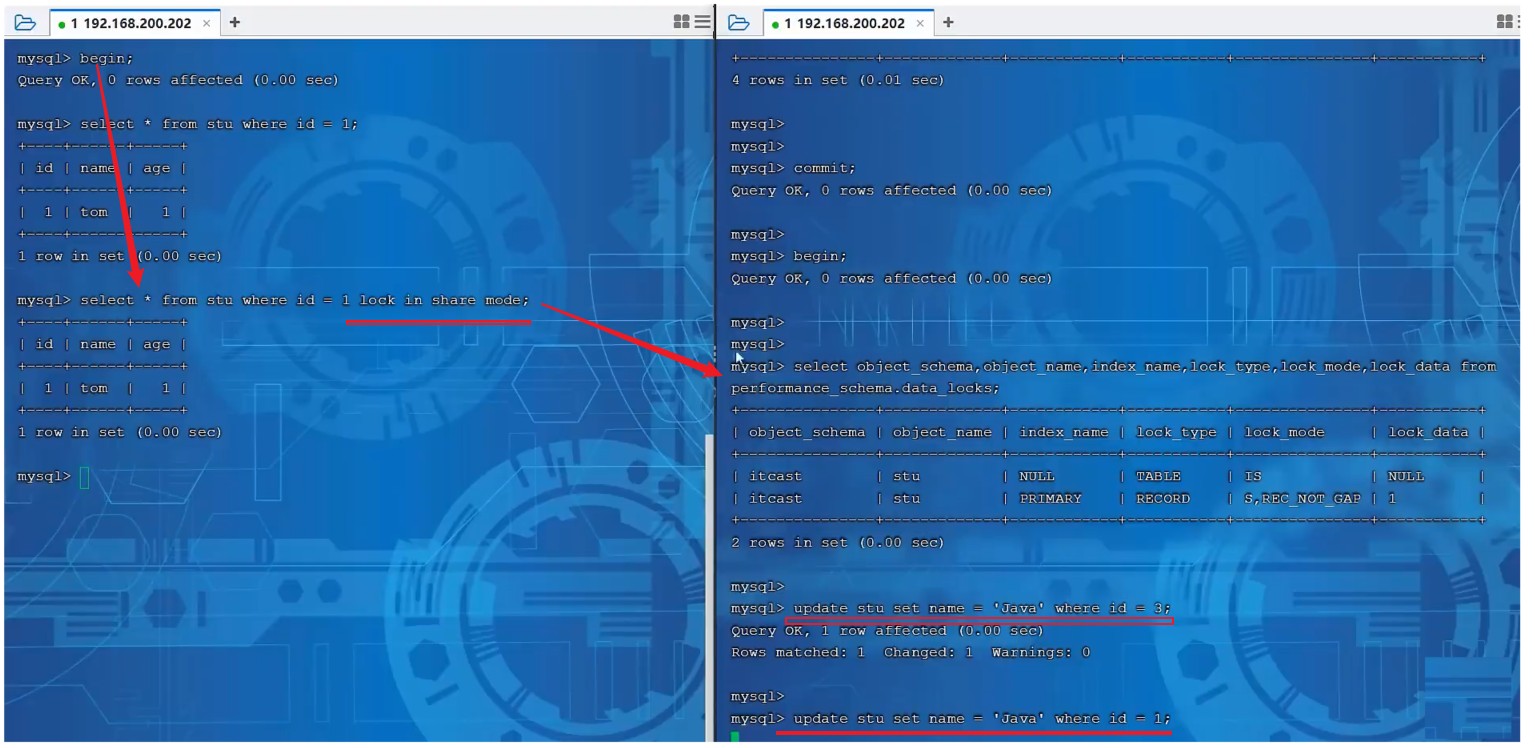 1 192.168.200.202 × +
mysql> begin;
Query OK, 0 rows affected (0.00 sec)
mysql> select * from stu where id = 1;
+----+------+-----+
| id | name | age |
+----+------+-----+
| 1 | tom | 1 |
+----+------+-----+
1 row in set (0.00 sec)
mysql> select * from stu where id = 1 lock in share mode;
+----+------+-----+
| id | name | age |
+----+------+-----+
| 1 | tom | 1 |
+----+------+-----+
1 row in set (0.00 sec)
mysql>
1 192.168.200.202 × +
+---------------+-------------+------------+-----------+---------------+-----------+
4 rows in set (0.01 sec)
mysql>
mysql>
mysql> commit;
Query OK, 0 rows affected (0.00 sec)
mysql>
mysql> begin;
Query OK, 0 rows affected (0.00 sec)
mysql>
mysql>
mysql> select object_schema,object_name,index_name,lock_type,lock_mode,lock_data from
performance_schema.data_locks;
+---------------+-------------+------------+-----------+---------------+-----------+
| object_schema | object_name | index_name | lock_type | lock_mode | lock_data |
+---------------+-------------+------------+-----------+---------------+-----------+
| itcast | stu | NULL | TABLE | IS | NULL |
| itcast | stu | PRIMARY | RECORD | S,REC_NOT_GAP | 1 |
+---------------+-------------+------------+-----------+---------------+-----------+
2 rows in set (0.00 sec)
mysql>
mysql> update stu set name = 'Java' where id = 3;
Query OK, 1 row affected (0.00 sec)
Rows matched: 1 Changed: 1 Warnings: 0
mysql>
mysql> update stu set name = 'Java' where id = 1;